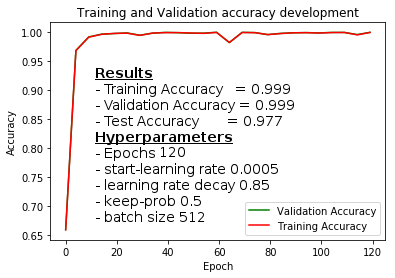 Training and Validation accuracy development
1.00
0.95
0.90
0.85
0.80
0.75
0.70
0.65
Accuracy
Results
- Training Accuracy = 0.999
- Validation Accuracy = 0.999
- Test Accuracy = 0.977
Hyperparameters
- Epochs 120
- start-learning rate 0.0005
- learning rate decay 0.85
- keep-prob 0.5
- batch size 512
Validation Accuracy
Training Accuracy
0 20 40 60 80 100 120
Epoch